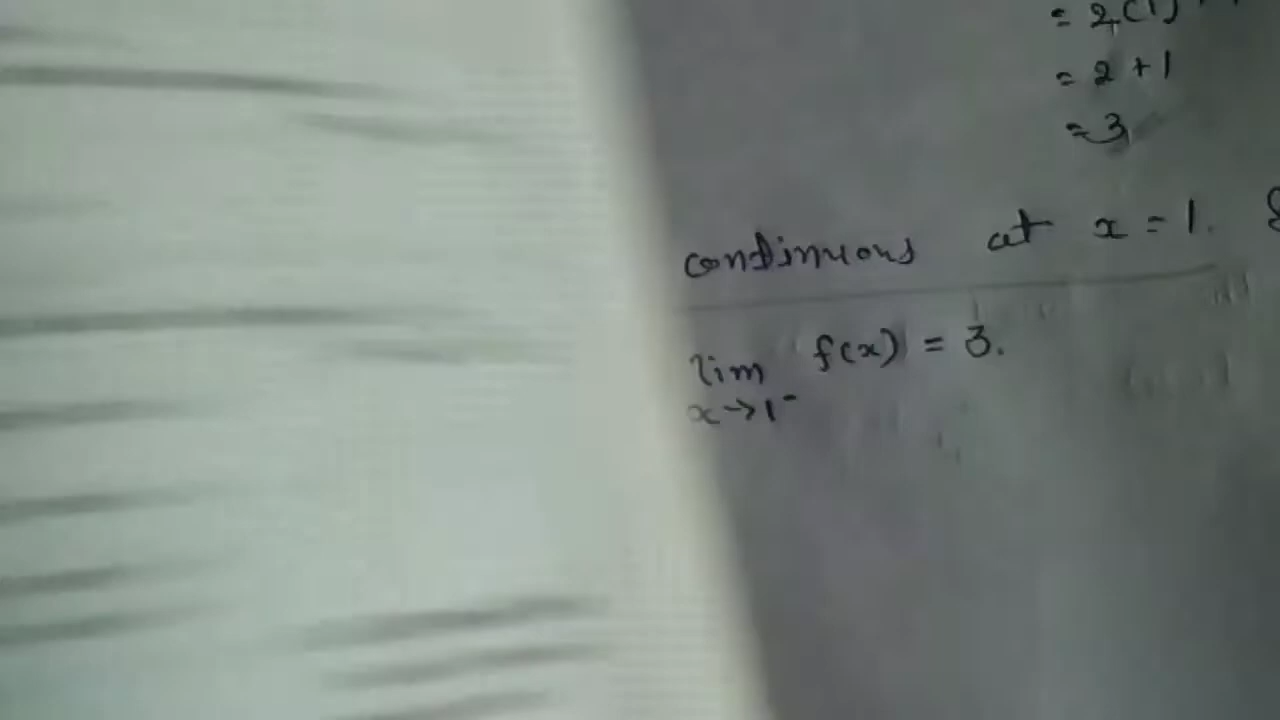 = 2(1)
= 2 + 1
= 3
continuous at x = 1.
lim f(x) = 3.
x→1⁻